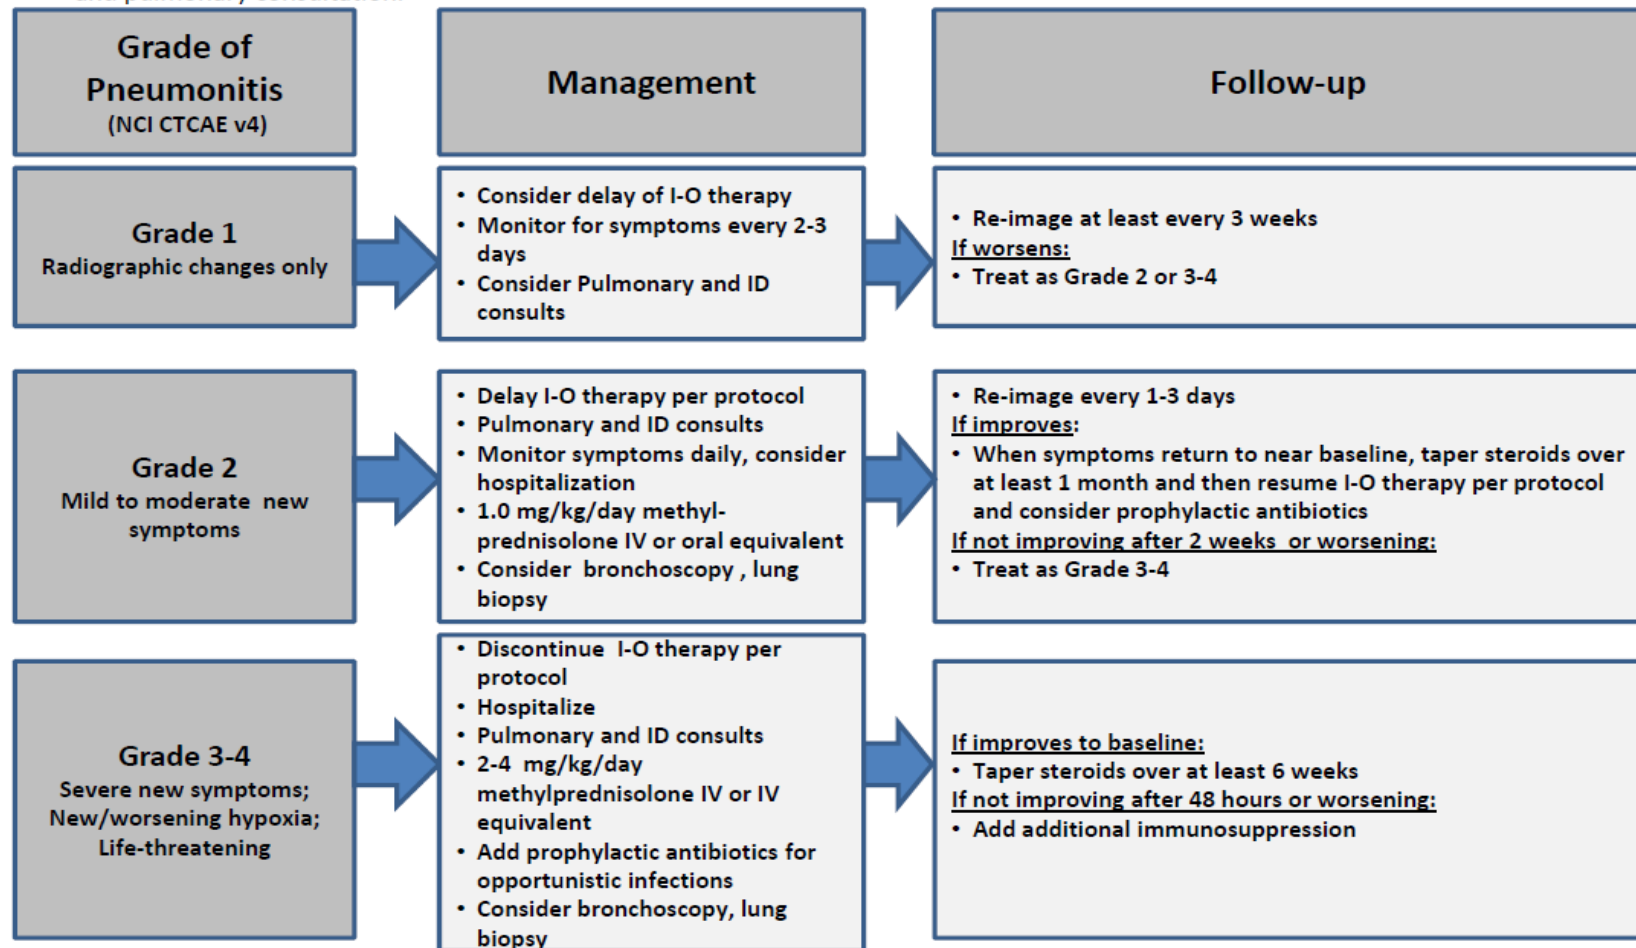 and pulmonary consultation.
Grade of
Pneumonitis
(NCI CTCAE v4)
Management
Follow-up
Grade 1
Radiographic changes only
• Consider delay of I-O therapy
• Monitor for symptoms every 2-3
days
• Consider Pulmonary and ID
consults
• Re-image at least every 3 weeks
If worsens:
• Treat as Grade 2 or 3-4
Grade 2
Mild to moderate new
symptoms
• Delay I-O therapy per protocol
• Pulmonary and ID consults
• Monitor symptoms daily, consider
hospitalization
• 1.0 mg/kg/day methyl-
prednisolone IV or oral equivalent
• Consider bronchoscopy , lung
biopsy
• Re-image every 1-3 days
If improves:
• When symptoms return to near baseline, taper steroids over
at least 1 month and then resume I-O therapy per protocol
and consider prophylactic antibiotics
If not improving after 2 weeks or worsening:
• Treat as Grade 3-4
Grade 3-4
Severe new symptoms;
New/worsening hypoxia;
Life-threatening
• Discontinue I-O therapy per
protocol
• Hospitalize
• Pulmonary and ID consults
• 2-4 mg/kg/day
methylprednisolone IV or IV
equivalent
• Add prophylactic antibiotics for
opportunistic infections
• Consider bronchoscopy, lung
biopsy
If improves to baseline:
• Taper steroids over at least 6 weeks
If not improving after 48 hours or worsening:
• Add additional immunosuppression